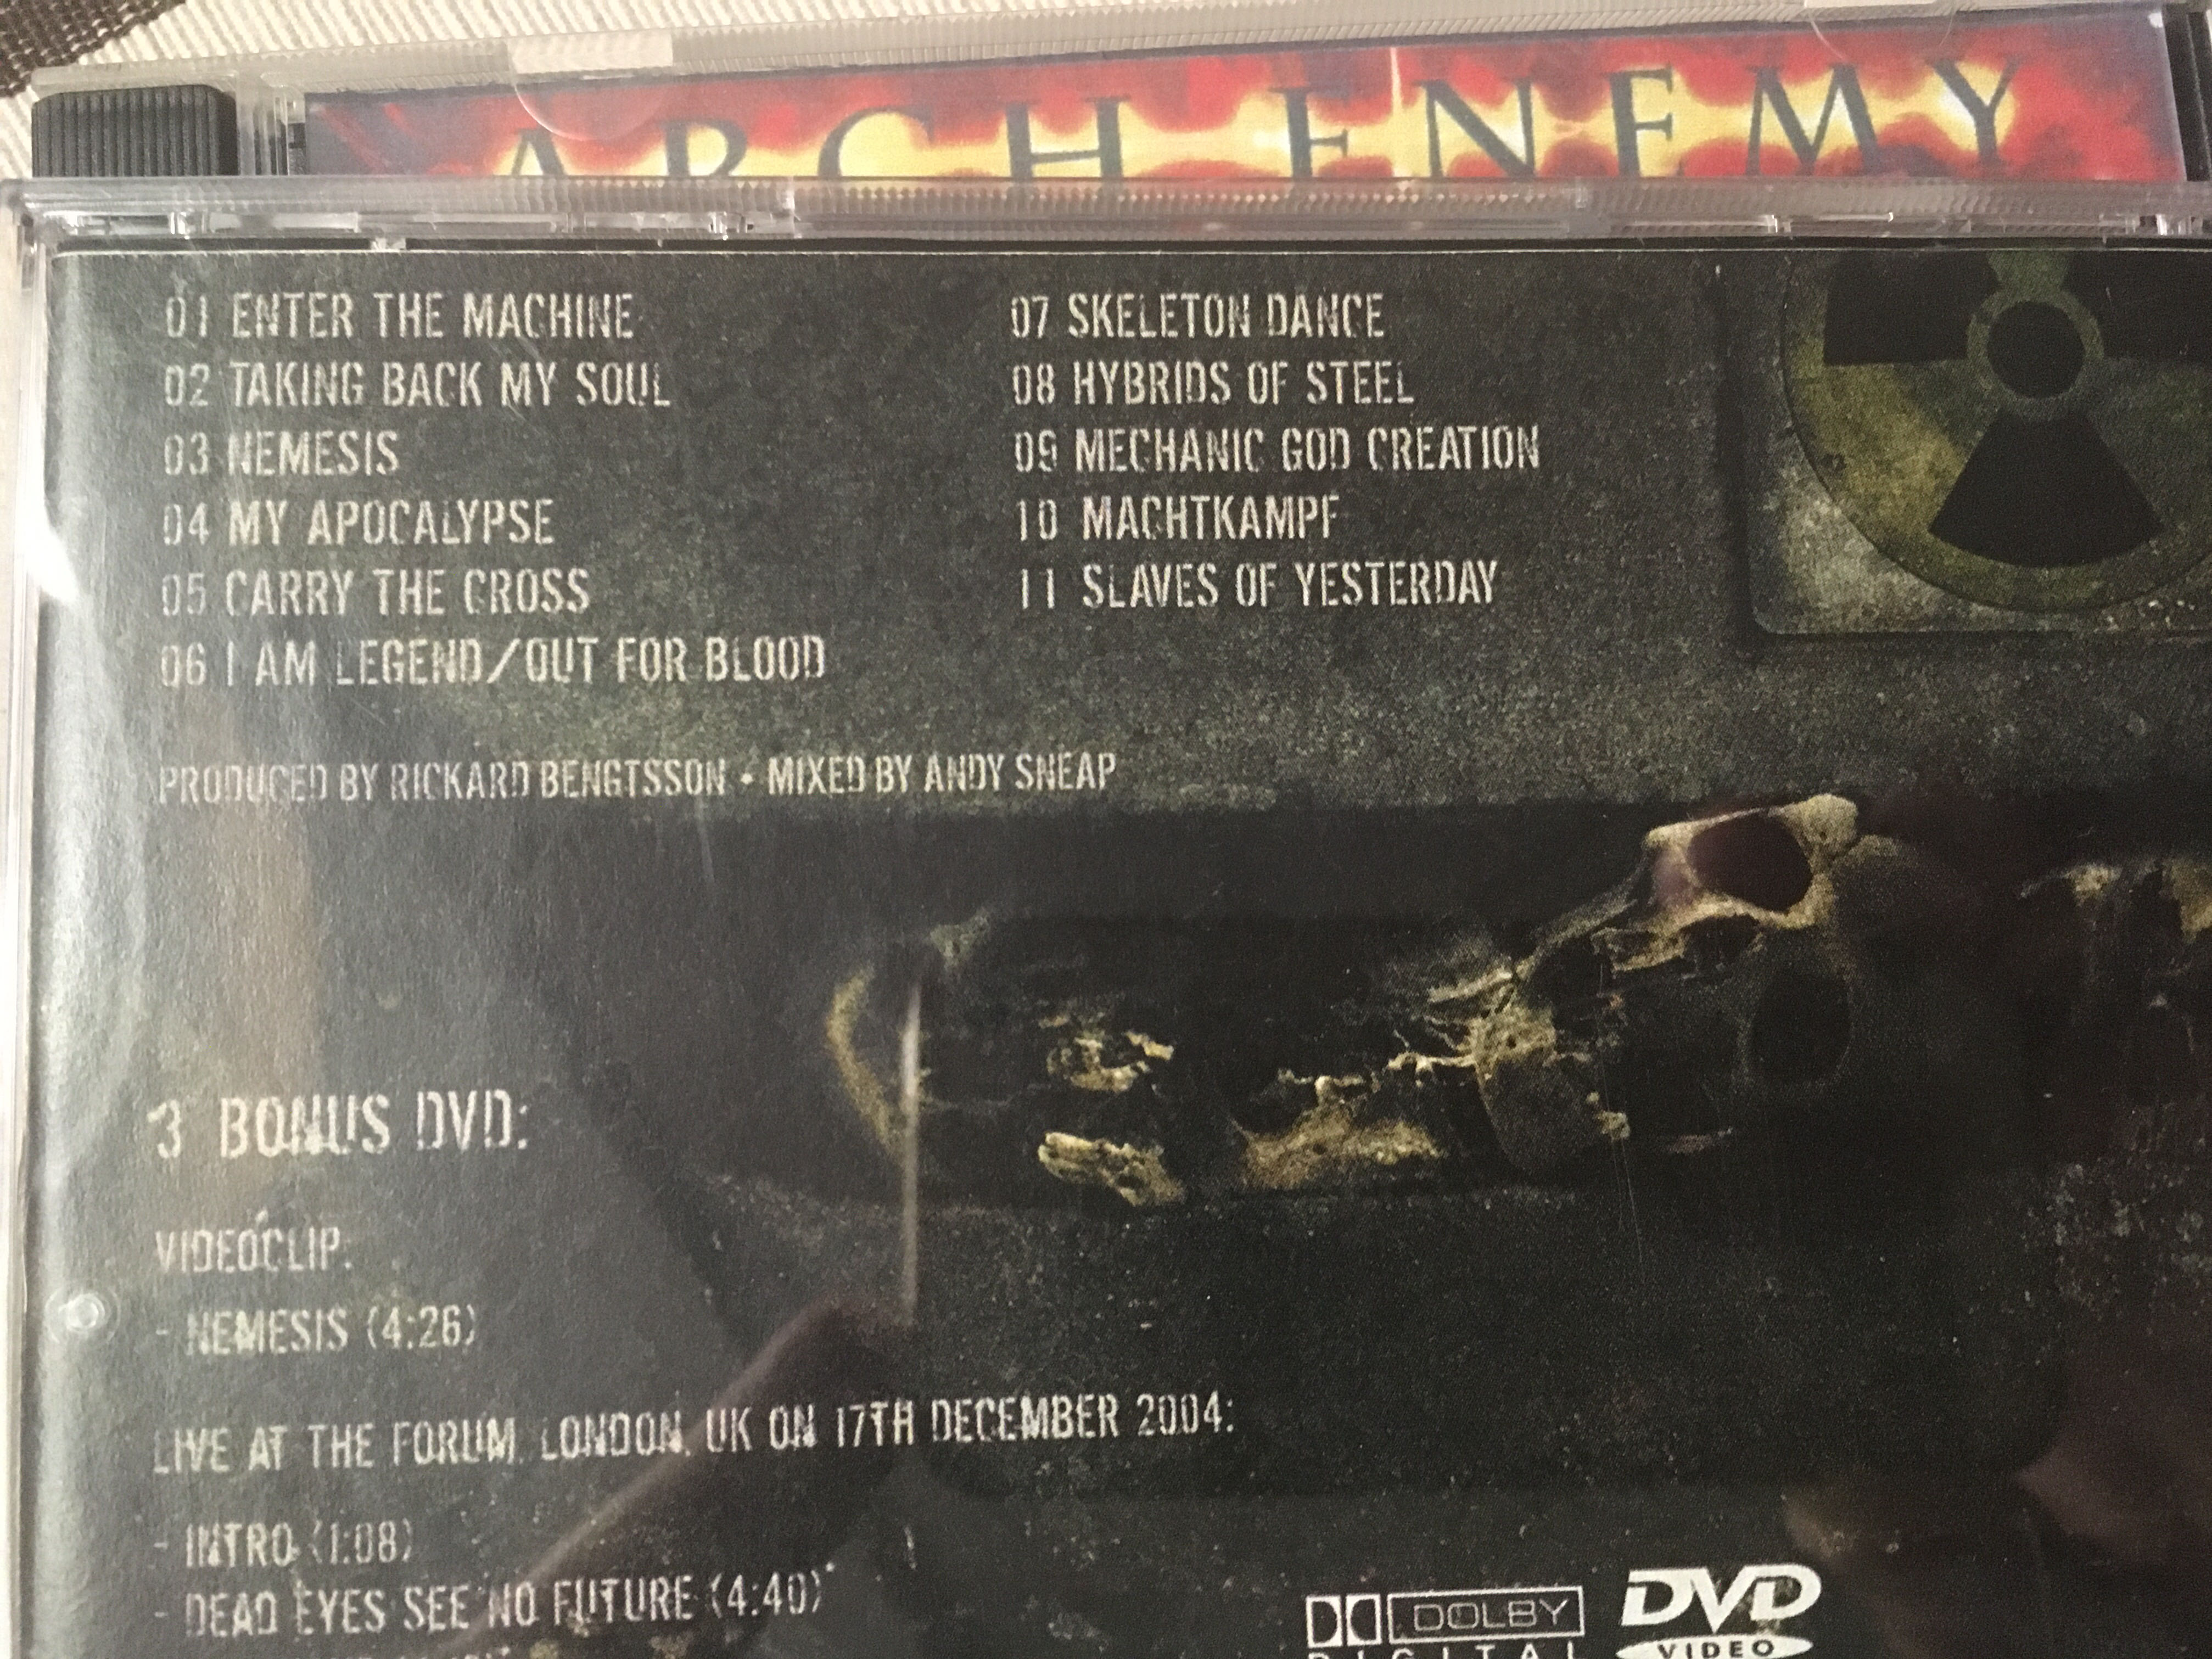 ARCH ENEMY
01 ENTER THE MACHINE
02 TAKING BACK MY SOUL
03 NEMESIS
04 MY APOCALYPSE
05 CARRY THE CROSS
06 I AM LEGEND/OUT FOR BLOOD
07 SKELETON DANCE
08 HYBRIDS OF STEEL
09 MECHANIC GOD CREATION
10 MACHTKAMPF
11 SLAVES OF YESTERDAY
PRODUCED BY RICKARD BENGTSSON • MIXED BY ANDY SNEAP
3 BONUS DVD:
VIDEOCLIP:
- NEMESIS (4:26)
LIVE AT THE FORUM, LONDON, UK ON 17TH DECEMBER 2004:
- INTRO (1:08)
- DEAD EYES SEE NO FUTURE (4:40)
DOLBY
DIGITAL
DVD
VIDEO